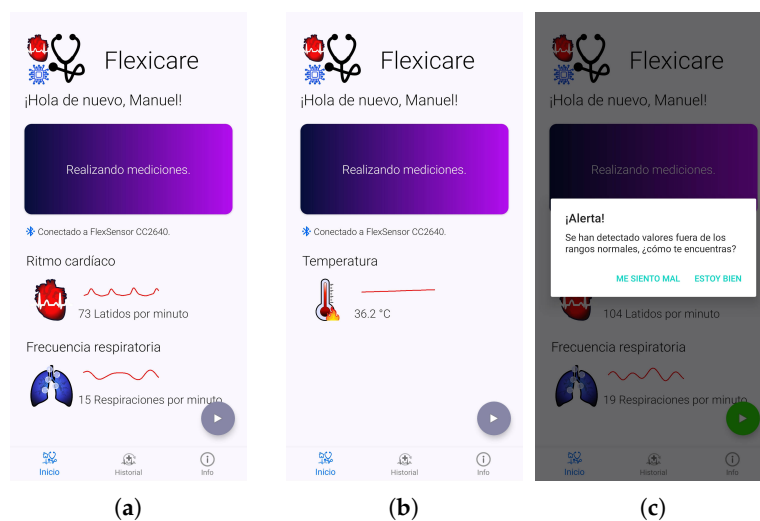 Flexicare
¡Hola de nuevo, Manuel!
Realizando mediciones.
Conectado a FlexSensor CC2640.
Ritmo cardíaco
73 Latidos por minuto
Frecuencia respiratoria
15 Respiraciones por minuto
Inicio
Historial
Info
(a)
Flexicare
¡Hola de nuevo, Manuel!
Realizando mediciones.
Conectado a FlexSensor CC2640.
Temperatura
36.2 °C
Inicio
Historial
Info
(b)
Flexicare
¡Hola de nuevo, Manuel!
Realizando mediciones.
¡Alerta!
Se han detectado valores fuera de los
rangos normales, ¿cómo te encuentras?
ME SIENTO MAL
ESTOY BIEN
104 Latidos por minuto
Frecuencia respiratoria
19 Respiraciones por minuto
Inicio
Historial
Info
(c)